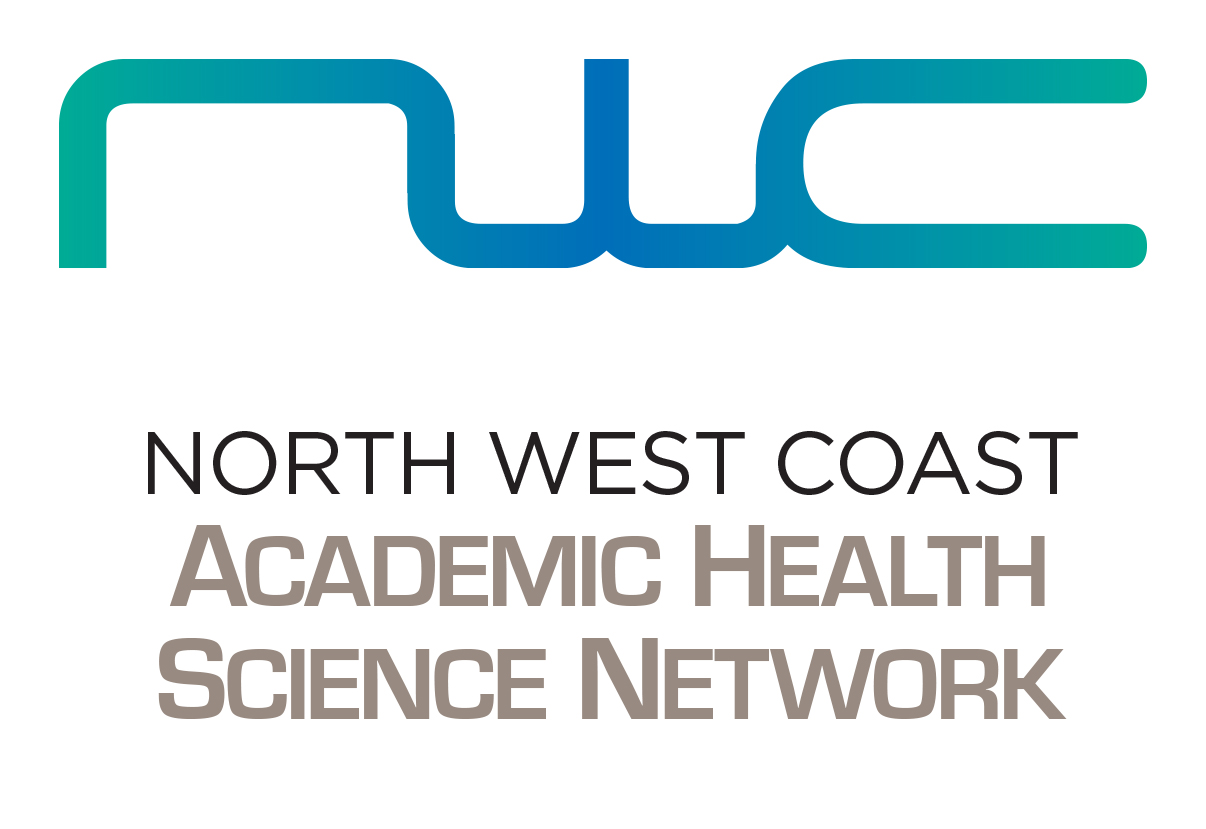 nwc
NORTH WEST COAST
ACADEMIC HEALTH
SCIENCE NETWORK